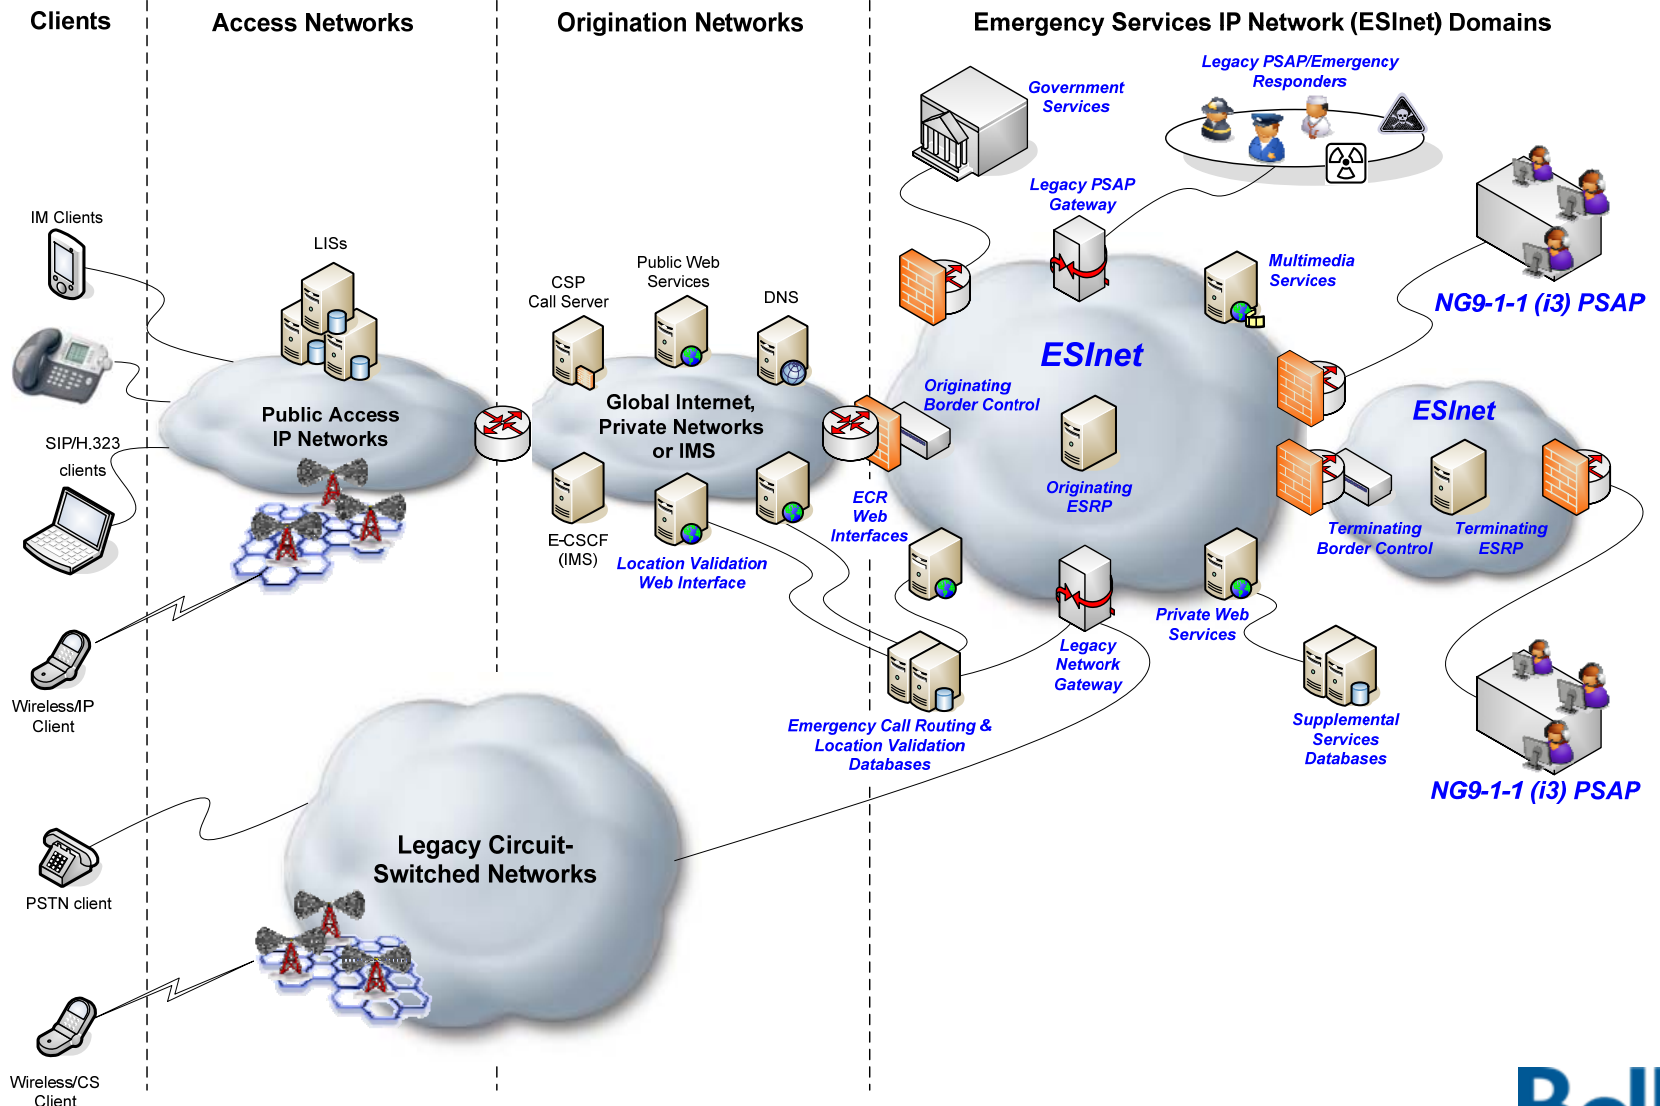 Clients
Access Networks
Origination Networks
Emergency Services IP Network (ESInet) Domains
Legacy PSAP/Emergency
Responders
Government
Services
Legacy PSAP
Gateway
IM Clients
LISs
CSP
Call Server
Public Web
Services
DNS
Multimedia
Services
NG9-1-1 (i3) PSAP
ESInet
Public Access
IP Networks
Global Internet,
Private Networks
or IMS
Originating
Border Control
ESInet
SIP/H.323
clients
E-CSCF
(IMS)
Location Validation
Web Interface
ECR
Web
Interfaces
Originating
ESRP
Terminating
Border Control
Terminating
ESRP
Private Web
Services
Legacy
Network
Gateway
Wireless/IP
Client
Emergency Call Routing &
Location Validation
Databases
Supplemental
Services
Databases
NG9-1-1 (i3) PSAP
Legacy Circuit-
Switched Networks
PSTN client
Wireless/CS
Client